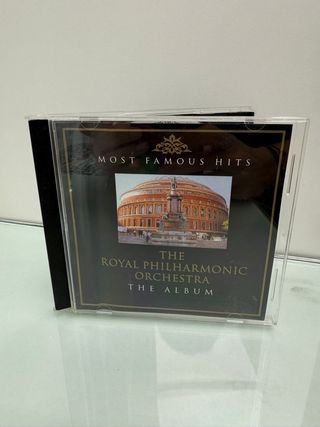 MOST FAMOUS HITS
THE
ROYAL PHILHARMONIC
ORCHESTRA
THE ALBUM